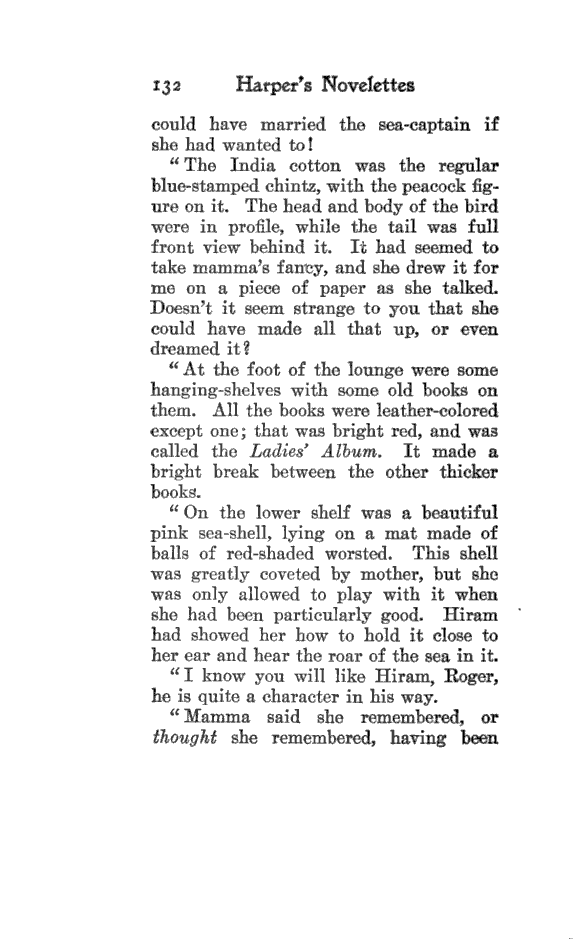 132 Harper's Novelettes
could have married the sea-captain if
she had wanted to!
"The India cotton was the regular
blue-stamped chintz, with the peacock fig-
ure on it. The head and body of the bird
were in profile, while the tail was full
front view behind it. It had seemed to
take mamma's fancy, and she drew it for
me on a piece of paper as she talked.
Doesn't it seem strange to you that she
could have made all that up, or even
dreamed it?
"At the foot of the lounge were some
hanging-shelves with some old books on
them. All the books were leather-colored
except one; that was bright red, and was
called the Ladies' Album. It made a
bright break between the other thicker
books.
"On the lower shelf was a beautiful
pink sea-shell, lying on a mat made of
balls of red-shaded worsted. This shell
was greatly coveted by mother, but she
was only allowed to play with it when
she had been particularly good. Hiram
had showed her how to hold it close to
her ear and hear the roar of the sea in it.
"I know you will like Hiram, Roger,
he is quite a character in his way.
"Mamma said she remembered, or
thought she remembered, having been